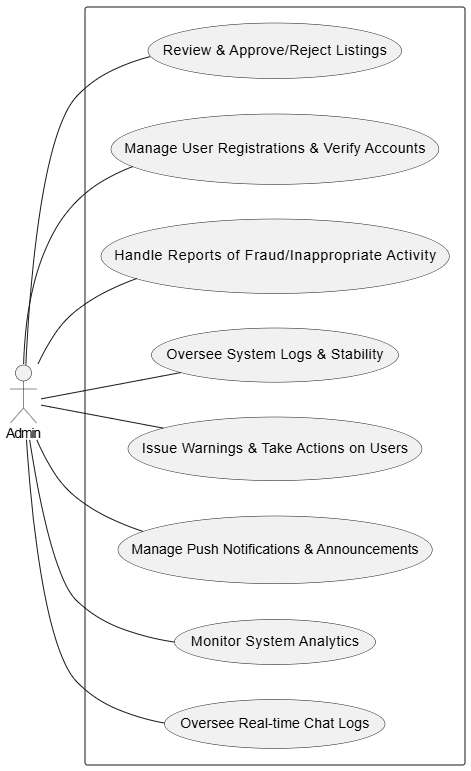 Review & Approve/Reject Listings
Manage User Registrations & Verify Accounts
Handle Reports of Fraud/Inappropriate Activity
Oversee System Logs & Stability
Admin
Issue Warnings & Take Actions on Users
Manage Push Notifications & Announcements
Monitor System Analytics
Oversee Real-time Chat Logs